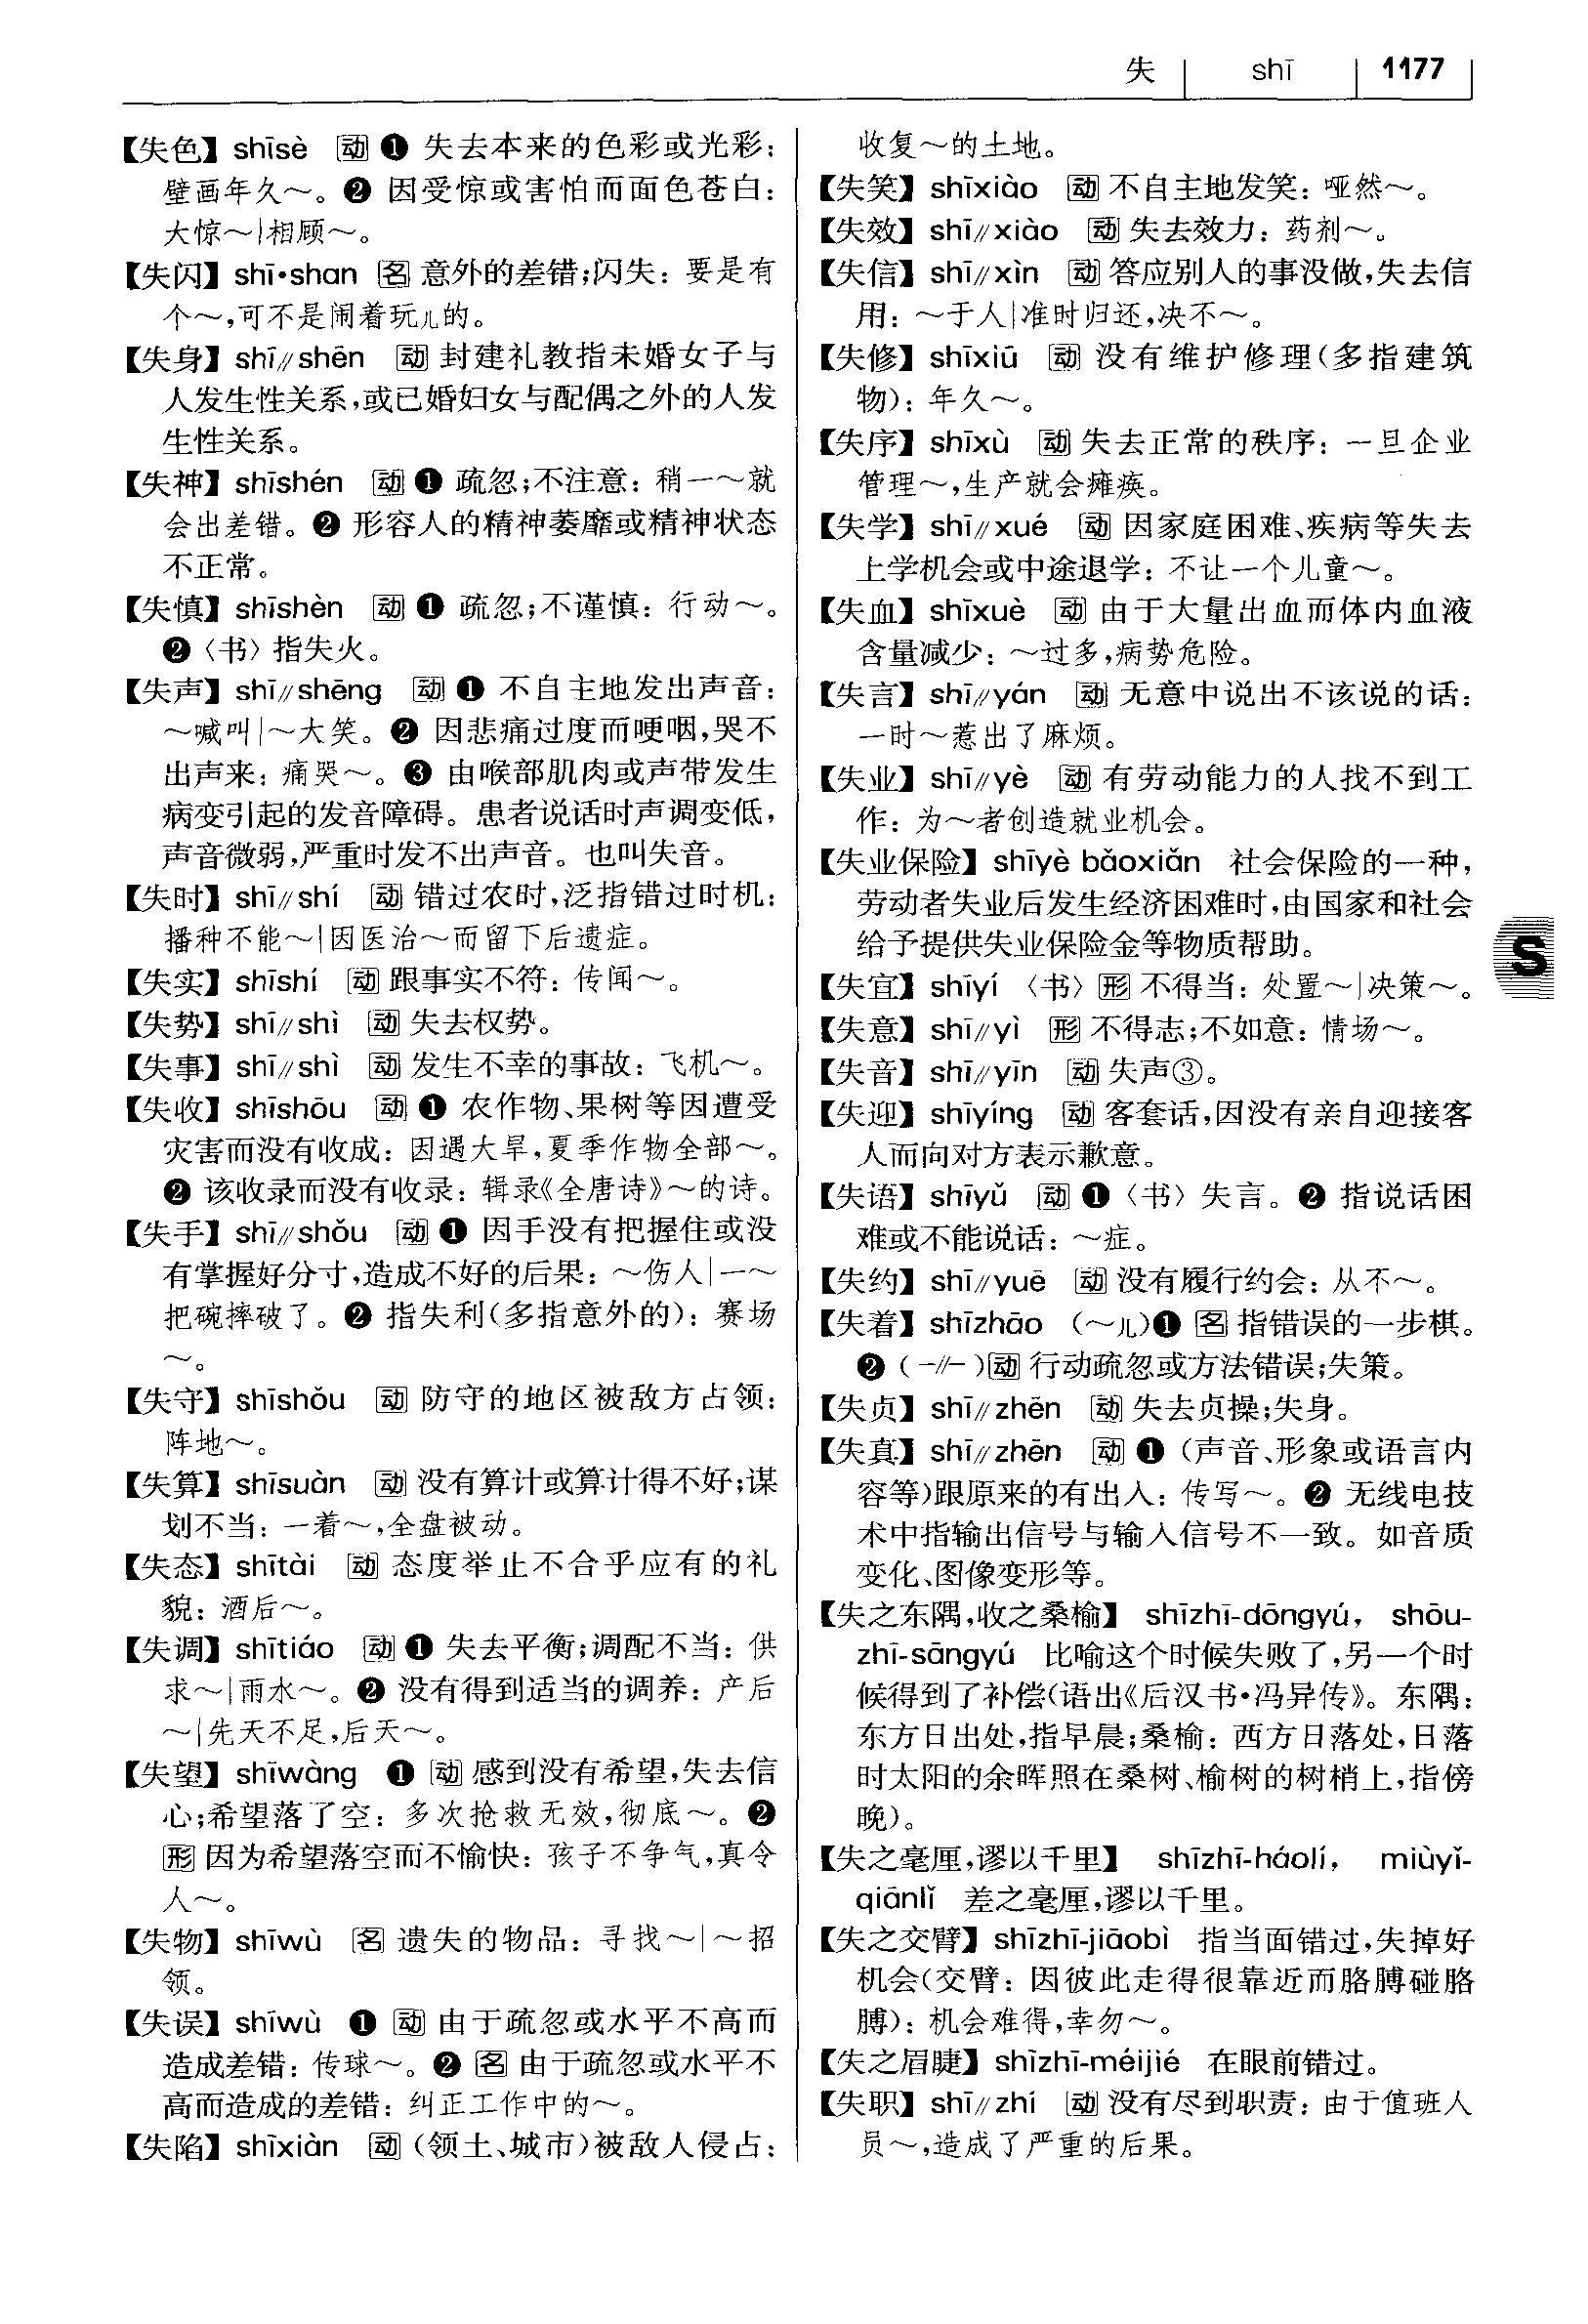 失 shī 1177
【失色】 shīsè 动 ❶ 失去本来的色彩或光彩：
壁画年久～。❷ 因受惊或害怕而面色苍白：
大惊～|相顾～。
【失闪】 shī•shan 名 意外的差错；闪失：要是有
个～，可不是闹着玩儿的。
【失身】 shī//shēn 动 封建礼教指未婚女子与
人发生性关系，或已婚妇女与配偶之外的人发
生性关系。
【失神】 shīshén 动 ❶ 疏忽；不注意：稍一～就
会出差错。❷ 形容人的精神萎靡或精神状态
不正常。
【失慎】 shīshèn 动 ❶ 疏忽；不谨慎：行动～。
❷〈书〉指失火。
【失声】 shī//shēng 动 ❶ 不自主地发出声音：
～喊叫|～大笑。❷ 因悲痛过度而哽咽，哭不
出声来：痛哭～。❸ 由喉部肌肉或声带发生
病变引起的发音障碍。患者说话时声调变低，
声音微弱，严重时发不出声音。也叫失音。
【失时】 shī//shí 动 错过农时，泛指错过时机：
播种不能～|因医治～而留下后遗症。
【失实】 shīshí 动 跟事实不符：传闻～。
【失势】 shī//shì 动 失去权势。
【失事】 shī//shì 动 发生不幸的事故：飞机～。
【失收】 shīshōu 动 ❶ 农作物、果树等因遭受
灾害而没有收成：因遇大旱，夏季作物全部～。
❷ 该收录而没有收录：辑录《全唐诗》～的诗。
【失手】 shī//shǒu 动 ❶ 因手没有把握住或没
有掌握好分寸，造成不好的后果：～伤人|一～
把碗摔破了。❷ 指失利（多指意外的）：赛场
～。
【失守】 shīshǒu 动 防守的地区被敌方占领：
阵地～。
【失算】 shīsuàn 动 没有算计或算计得不好；谋
划不当：一着～，全盘被动。
【失态】 shītài 动 态度举止不合乎应有的礼
貌：酒后～。
【失调】 shītiáo 动 ❶ 失去平衡；调配不当：供
求～|雨水～。❷ 没有得到适当的调养：产后
～|先天不足，后天～。
【失望】 shīwàng ❶ 动 感到没有希望，失去信
心；希望落了空：多次抢救无效，彻底～。❷
形 因为希望落空而不愉快：孩子不争气，真令
人～。
【失物】 shīwù 名 遗失的物品：寻找～|～招
领。
【失误】 shīwù ❶ 动 由于疏忽或水平不高而
造成差错：传球～。❷ 名 由于疏忽或水平不
高而造成的差错：纠正工作中的～。
【失陷】 shīxiàn 动（领土、城市）被敌人侵占：
收复～的土地。
【失笑】 shīxiào 动 不自主地发笑：哑然～。
【失效】 shī//xiào 动 失去效力：药剂～。
【失信】 shī//xìn 动 答应别人的事没做，失去信
用：～于人|准时归还，决不～。
【失修】 shīxiū 动 没有维护修理（多指建筑
物）：年久～。
【失序】 shīxù 动 失去正常的秩序：一旦企业
管理～，生产就会瘫痪。
【失学】 shī//xué 动 因家庭困难、疾病等失去
上学机会或中途退学：不让一个儿童～。
【失血】 shīxuè 动 由于大量出血而体内血液
含量减少：～过多，病势危险。
【失言】 shī//yán 动 无意中说出不该说的话：
一时～惹出了麻烦。
【失业】 shī//yè 动 有劳动能力的人找不到工
作：为～者创造就业机会。
【失业保险】 shīyè bǎoxiǎn 社会保险的一种，
劳动者失业后发生经济困难时，由国家和社会
给予提供失业保险金等物质帮助。
【失宜】 shīyí〈书〉形 不得当：处置～|决策～。
【失意】 shī//yì 形 不得志；不如意：情场～。
【失音】 shī//yīn 动 失声③。
【失迎】 shīyíng 动 客套话，因没有亲自迎接客
人而向对方表示歉意。
【失语】 shīyǔ 动 ❶〈书〉失言。❷ 指说话困
难或不能说话：～症。
【失约】 shī//yuē 动 没有履行约会：从不～。
【失着】 shīzhāo （～儿）❶ 名 指错误的一步棋。
❷（-//-）动 行动疏忽或方法错误；失策。
【失贞】 shī//zhēn 动 失去贞操；失身。
【失真】 shī//zhēn 动 ❶（声音、形象或语言内
容等）跟原来的有出入：传写～。❷ 无线电技
术中指输出信号与输入信号不一致。如音质
变化、图像变形等。
【失之东隅，收之桑榆】 shīzhī-dōngyú, shōu-
zhī-sāngyú 比喻这个时候失败了，另一个时
候得到了补偿（语出《后汉书•冯异传》。东隅：
东方日出处，指早晨；桑榆：西方日落处，日落
时太阳的余晖照在桑树、榆树的树梢上，指傍
晚）。
【失之毫厘，谬以千里】 shīzhī-háolí, miùyǐ-
qiānlǐ 差之毫厘，谬以千里。
【失之交臂】 shīzhī-jiāobì 指当面错过，失掉好
机会（交臂：因彼此走得很靠近而胳膊碰胳
膊）：机会难得，幸勿～。
【失之眉睫】 shīzhī-méijié 在眼前错过。
【失职】 shī//zhí 动 没有尽到职责：由于值班人
员～，造成了严重的后果。
S